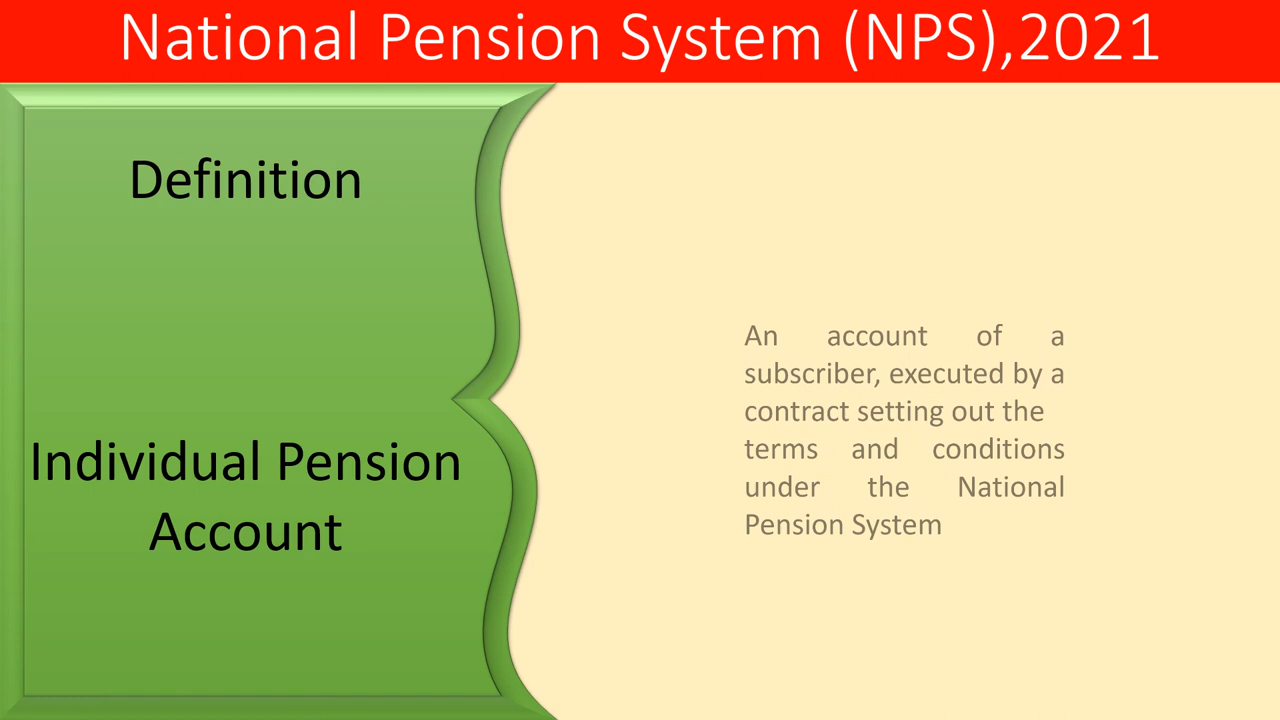 National Pension System (NPS),2021
Definition
Individual Pension
Account
An account of a
subscriber, executed by a
contract setting out the
terms and conditions
under the National
Pension System